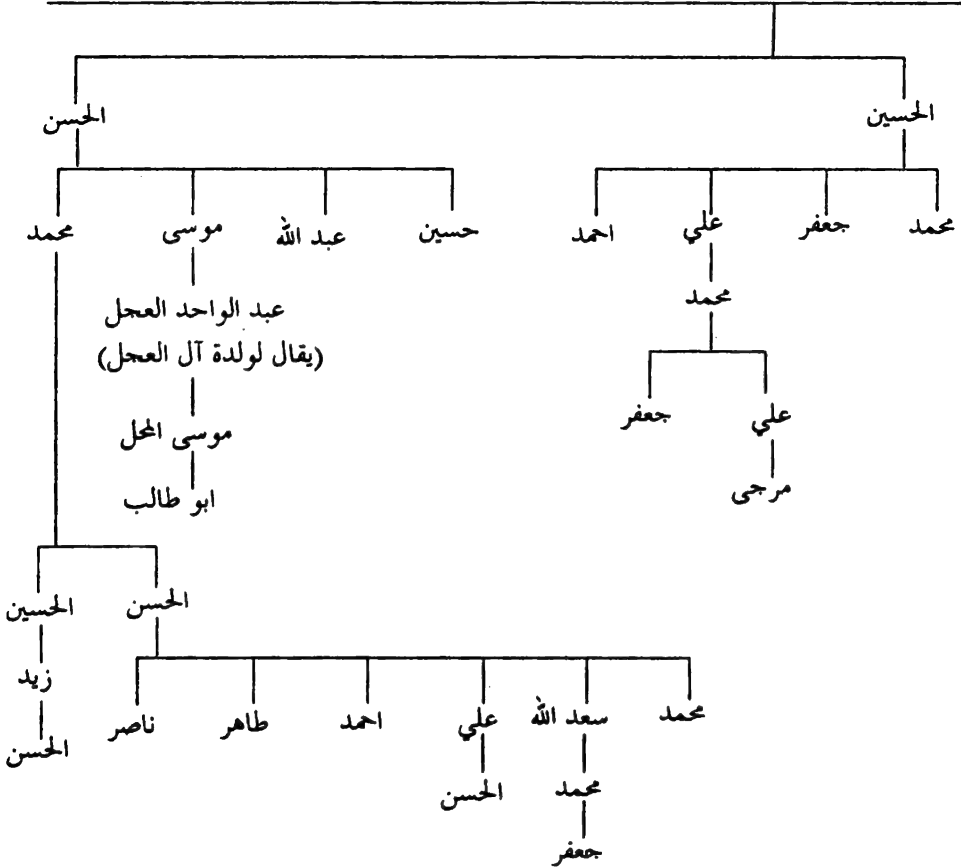 الحسين الحسن
محمد جعفر علي احمد حسين عبد الله موسى محمد
محمد عبد الواحد العجل
(يقال لولدة آل العجل)
علي جعفر موسى المحل
مرجى ابو طالب
الحسن الحسين
زيد
محمد سعد الله علي احمد طاهر ناصر
الحسن
محمد الحسن
جعفر